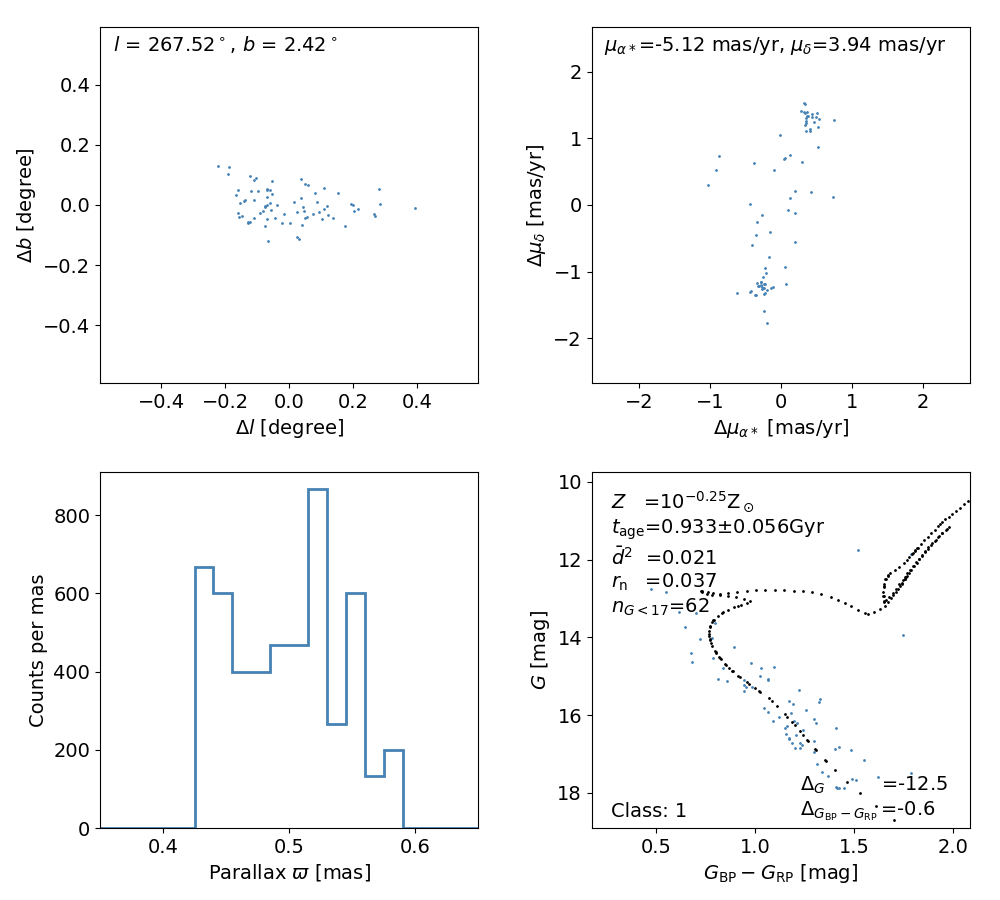 l = 267.52°, b = 2.42°
0.4
0.2
0.0
−0.2
−0.4
Δb [degree]
−0.4 −0.2 0.0 0.2 0.4
Δl [degree]
μα*=-5.12 mas/yr, μδ=3.94 mas/yr
2
1
0
−1
−2
Δμδ [mas/yr]
−2 −1 0 1 2
Δμα* [mas/yr]
800
600
400
200
0
Counts per mas
0.4 0.5 0.6
Parallax ϖ [mas]
10
12
14
16
18
G [mag]
Z =10^−0.25 Z⊙
tage=0.933±0.056Gyr
d̄² =0.021
rn =0.037
nG<17=62
ΔG =-12.5
Class: 1 ΔGBP−GRP=-0.6
0.5 1.0 1.5 2.0
GBP − GRP [mag]